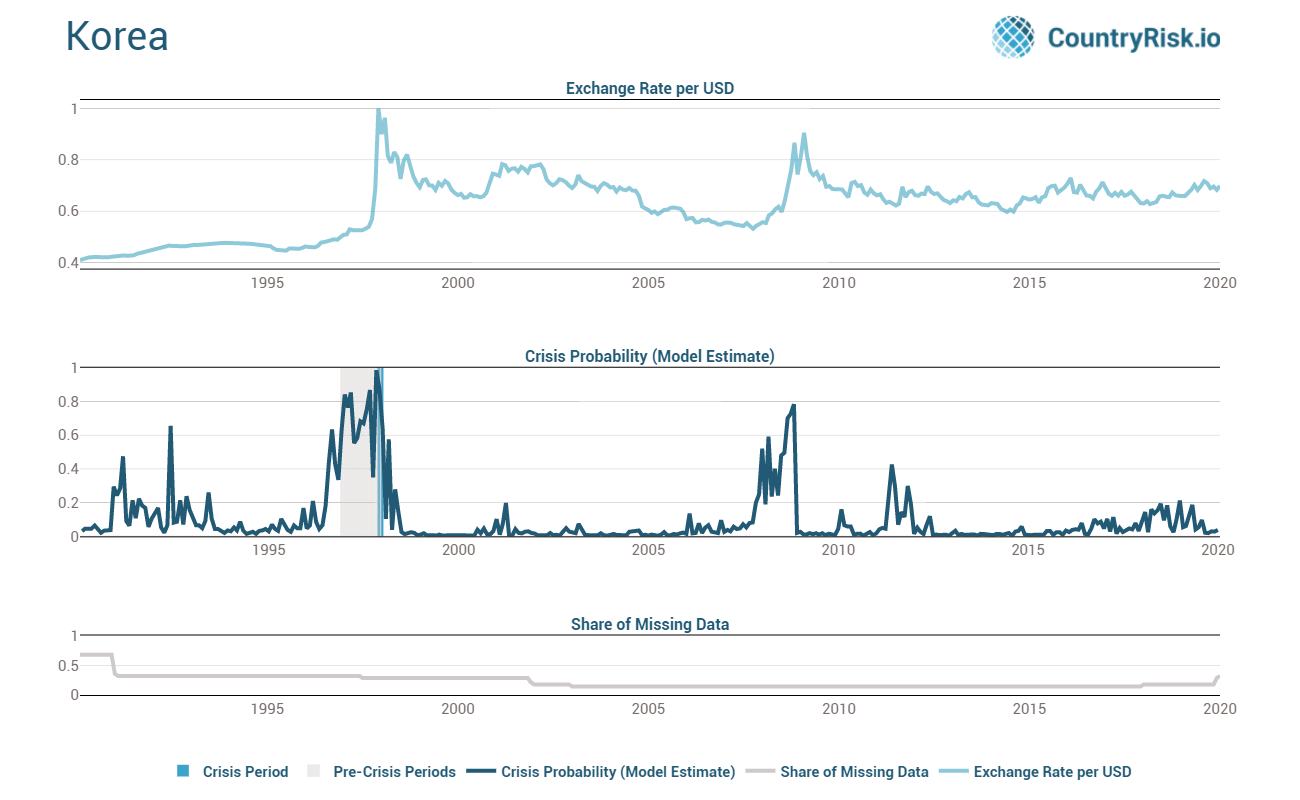 Korea
CountryRisk.io
Exchange Rate per USD
1
0.8
0.6
0.4
1995 2000 2005 2010 2015 2020
Crisis Probability (Model Estimate)
1
0.8
0.6
0.4
0.2
0
1995 2000 2005 2010 2015 2020
Share of Missing Data
1
0.5
0
1995 2000 2005 2010 2015 2020
Crisis Period Pre-Crisis Periods Crisis Probability (Model Estimate) Share of Missing Data Exchange Rate per USD